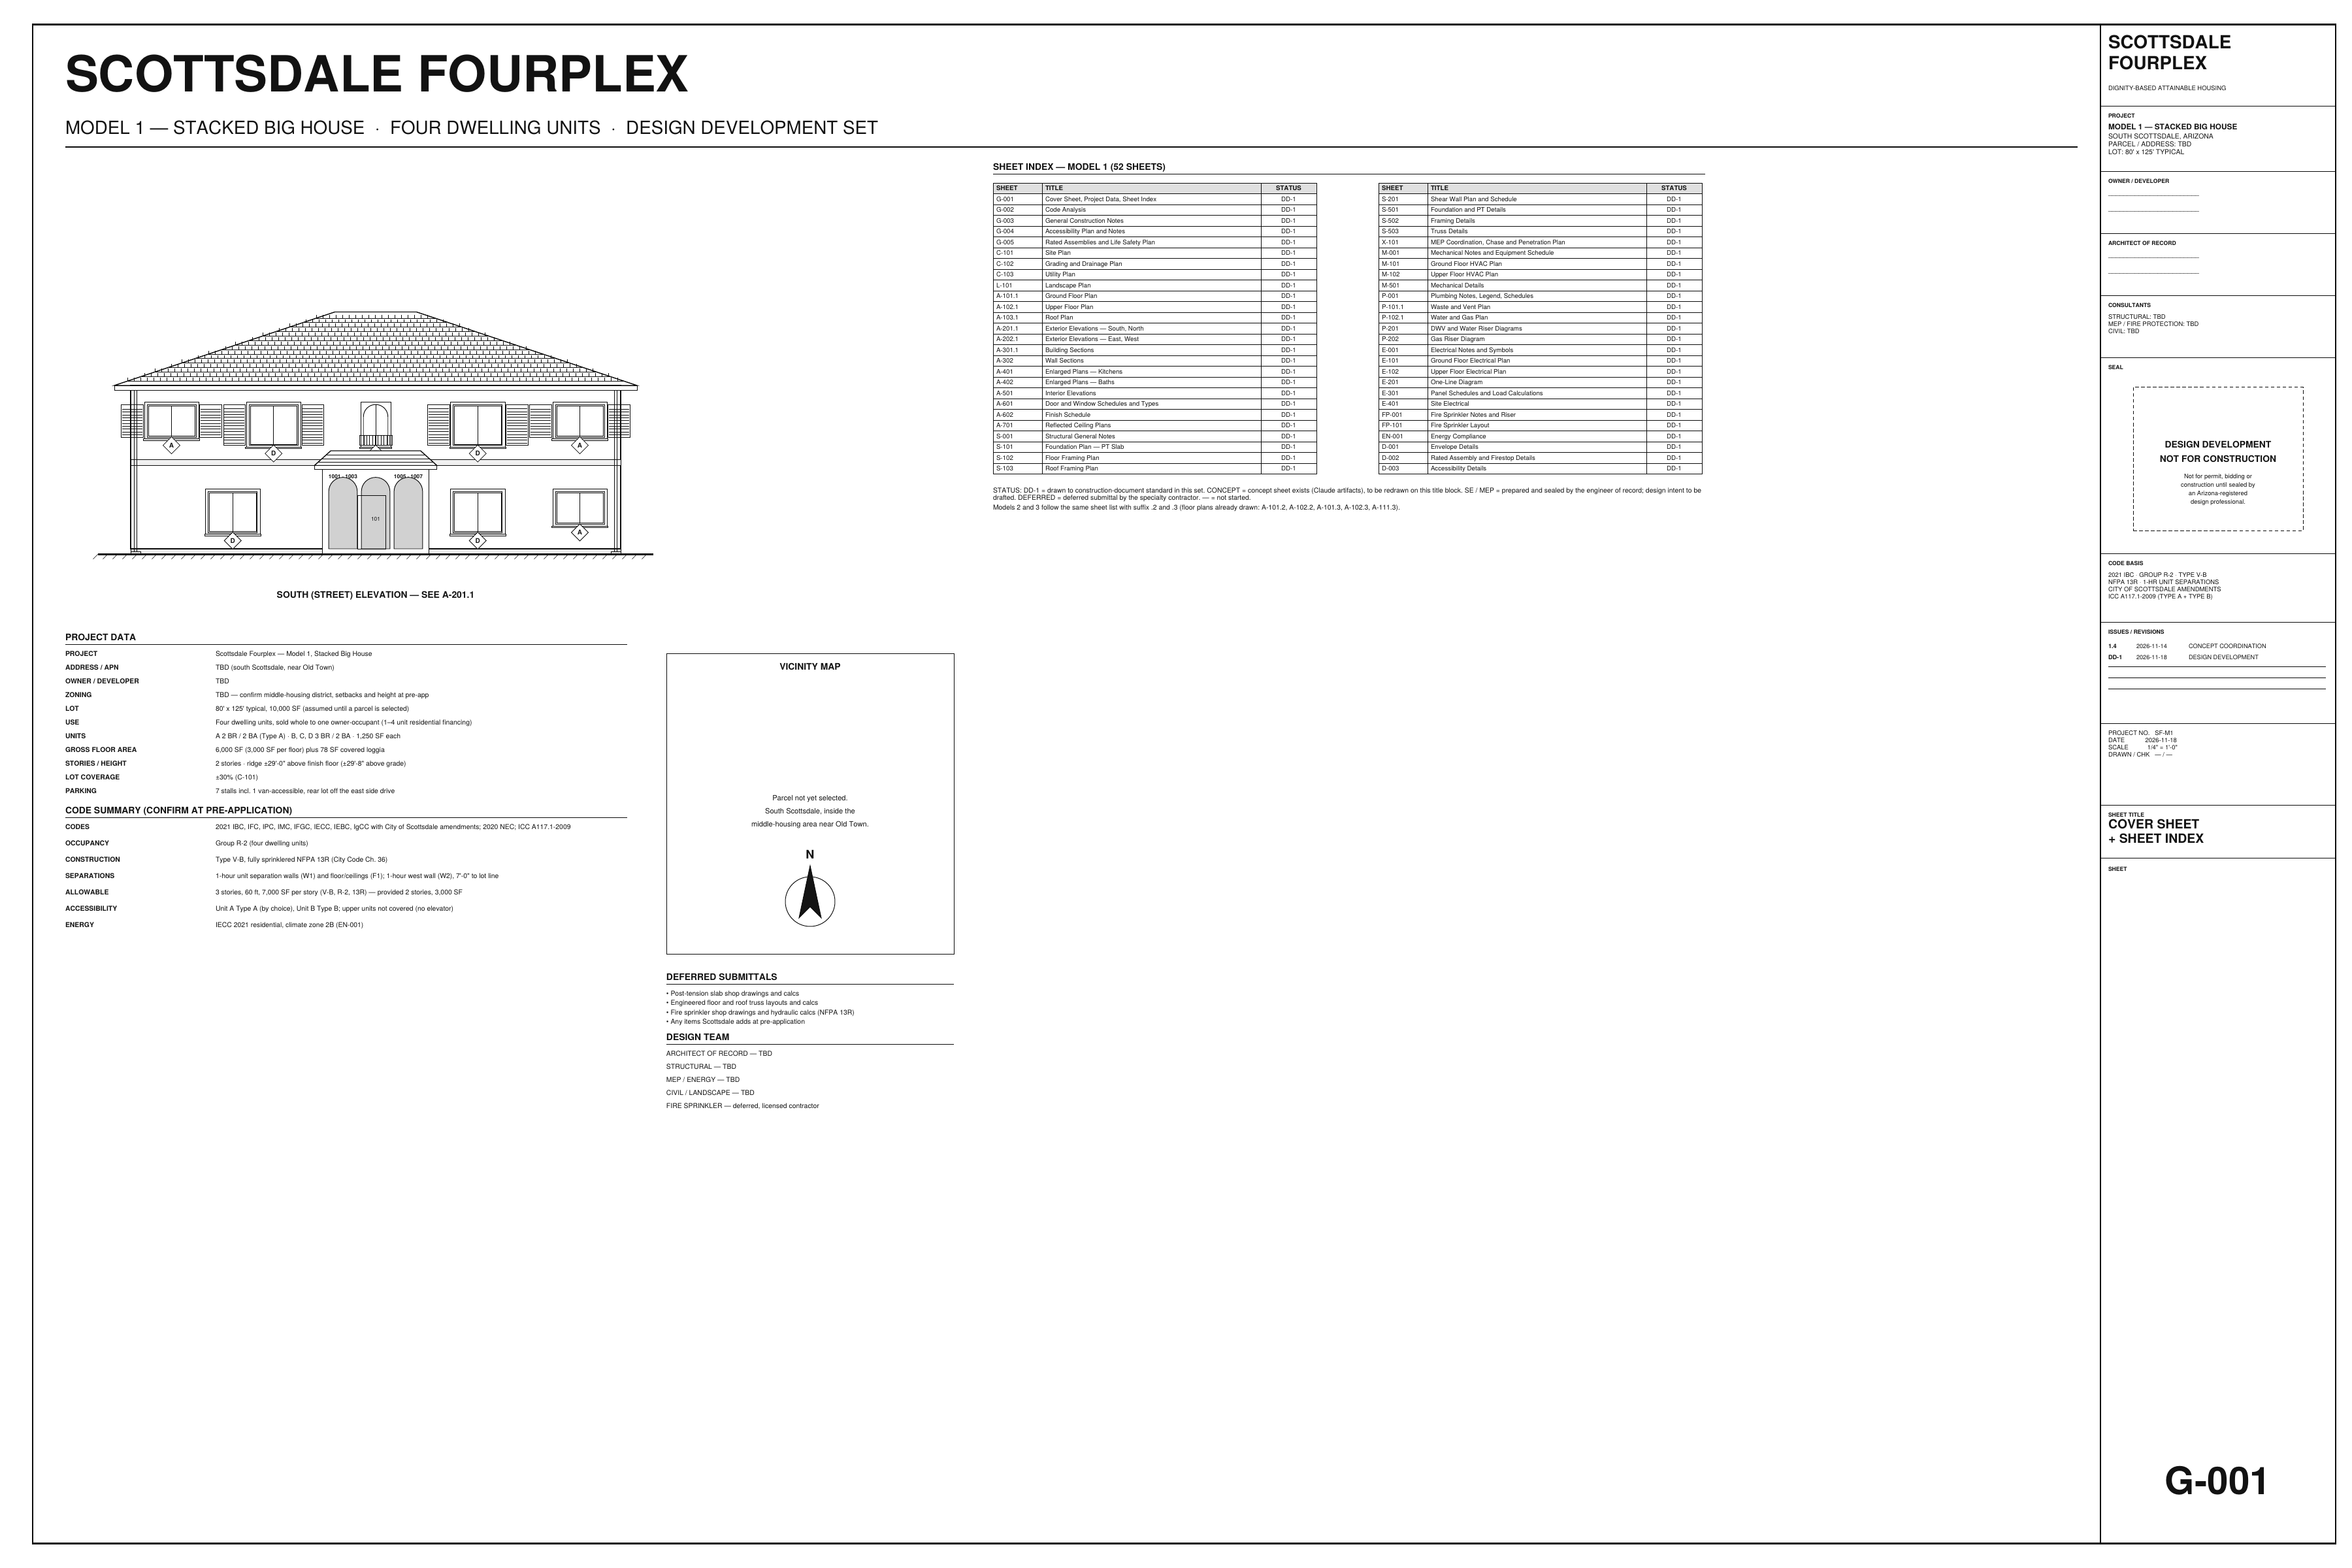 SCOTTSDALE FOURPLEX
MODEL 1 — STACKED BIG HOUSE · FOUR DWELLING UNITS · DESIGN DEVELOPMENT SET
A
D
D
A
1001 - 1003
1005 - 1007
101
D
D
A
SOUTH (STREET) ELEVATION — SEE A-201.1
PROJECT DATA
PROJECT Scottsdale Fourplex — Model 1, Stacked Big House
ADDRESS / APN TBD (south Scottsdale, near Old Town)
OWNER / DEVELOPER TBD
ZONING TBD — confirm middle-housing district, setbacks and height at pre-app
LOT 80' x 125' typical, 10,000 SF (assumed until a parcel is selected)
USE Four dwelling units, sold whole to one owner-occupant (1–4 unit residential financing)
UNITS A 2 BR / 2 BA (Type A) · B, C, D 3 BR / 2 BA · 1,250 SF each
GROSS FLOOR AREA 6,000 SF (3,000 SF per floor) plus 78 SF covered loggia
STORIES / HEIGHT 2 stories · ridge ±29'-0" above finish floor (±29'-8" above grade)
LOT COVERAGE ±30% (C-101)
PARKING 7 stalls incl. 1 van-accessible, rear lot off the east side drive
CODE SUMMARY (CONFIRM AT PRE-APPLICATION)
CODES 2021 IBC, IFC, IPC, IMC, IFGC, IECC, IEBC, IgCC with City of Scottsdale amendments; 2020 NEC; ICC A117.1-2009
OCCUPANCY Group R-2 (four dwelling units)
CONSTRUCTION Type V-B, fully sprinklered NFPA 13R (City Code Ch. 36)
SEPARATIONS 1-hour unit separation walls (W1) and floor/ceilings (F1); 1-hour west wall (W2), 7'-0" to lot line
ALLOWABLE 3 stories, 60 ft, 7,000 SF per story (V-B, R-2, 13R) — provided 2 stories, 3,000 SF
ACCESSIBILITY Unit A Type A (by choice), Unit B Type B; upper units not covered (no elevator)
ENERGY IECC 2021 residential, climate zone 2B (EN-001)
VICINITY MAP
Parcel not yet selected.
South Scottsdale, inside the
middle-housing area near Old Town.
N
DEFERRED SUBMITTALS
• Post-tension slab shop drawings and calcs
• Engineered floor and roof truss layouts and calcs
• Fire sprinkler shop drawings and hydraulic calcs (NFPA 13R)
• Any items Scottsdale adds at pre-application
DESIGN TEAM
ARCHITECT OF RECORD — TBD
STRUCTURAL — TBD
MEP / ENERGY — TBD
CIVIL / LANDSCAPE — TBD
FIRE SPRINKLER — deferred, licensed contractor
SHEET INDEX — MODEL 1 (52 SHEETS)
SHEET TITLE STATUS
G-001 Cover Sheet, Project Data, Sheet Index DD-1
G-002 Code Analysis DD-1
G-003 General Construction Notes DD-1
G-004 Accessibility Plan and Notes DD-1
G-005 Rated Assemblies and Life Safety Plan DD-1
C-101 Site Plan DD-1
C-102 Grading and Drainage Plan DD-1
C-103 Utility Plan DD-1
L-101 Landscape Plan DD-1
A-101.1 Ground Floor Plan DD-1
A-102.1 Upper Floor Plan DD-1
A-103.1 Roof Plan DD-1
A-201.1 Exterior Elevations — South, North DD-1
A-202.1 Exterior Elevations — East, West DD-1
A-301.1 Building Sections DD-1
A-302 Wall Sections DD-1
A-401 Enlarged Plans — Kitchens DD-1
A-402 Enlarged Plans — Baths DD-1
A-501 Interior Elevations DD-1
A-601 Door and Window Schedules and Types DD-1
A-602 Finish Schedule DD-1
A-701 Reflected Ceiling Plans DD-1
S-001 Structural General Notes DD-1
S-101 Foundation Plan — PT Slab DD-1
S-102 Floor Framing Plan DD-1
S-103 Roof Framing Plan DD-1
SHEET TITLE STATUS
S-201 Shear Wall Plan and Schedule DD-1
S-501 Foundation and PT Details DD-1
S-502 Framing Details DD-1
S-503 Truss Details DD-1
X-101 MEP Coordination, Chase and Penetration Plan DD-1
M-001 Mechanical Notes and Equipment Schedule DD-1
M-101 Ground Floor HVAC Plan DD-1
M-102 Upper Floor HVAC Plan DD-1
M-501 Mechanical Details DD-1
P-001 Plumbing Notes, Legend, Schedules DD-1
P-101.1 Waste and Vent Plan DD-1
P-102.1 Water and Gas Plan DD-1
P-201 DWV and Water Riser Diagrams DD-1
P-202 Gas Riser Diagram DD-1
E-001 Electrical Notes and Symbols DD-1
E-101 Ground Floor Electrical Plan DD-1
E-102 Upper Floor Electrical Plan DD-1
E-201 One-Line Diagram DD-1
E-301 Panel Schedules and Load Calculations DD-1
E-401 Site Electrical DD-1
FP-001 Fire Sprinkler Notes and Riser DD-1
FP-101 Fire Sprinkler Layout DD-1
EN-001 Energy Compliance DD-1
D-001 Envelope Details DD-1
D-002 Rated Assembly and Firestop Details DD-1
D-003 Accessibility Details DD-1
STATUS: DD-1 = drawn to construction-document standard in this set. CONCEPT = concept sheet exists (Claude artifacts), to be redrawn on this title block. SE / MEP = prepared and sealed by the engineer of record; design intent to be
drafted. DEFERRED = deferred submittal by the specialty contractor. — = not started.
Models 2 and 3 follow the same sheet list with suffix .2 and .3 (floor plans already drawn: A-101.2, A-102.2, A-101.3, A-102.3, A-111.3).
SCOTTSDALE
FOURPLEX
DIGNITY-BASED ATTAINABLE HOUSING
PROJECT
MODEL 1 — STACKED BIG HOUSE
SOUTH SCOTTSDALE, ARIZONA
PARCEL / ADDRESS: TBD
LOT: 80' x 125' TYPICAL
OWNER / DEVELOPER
ARCHITECT OF RECORD
CONSULTANTS
STRUCTURAL: TBD
MEP / FIRE PROTECTION: TBD
CIVIL: TBD
SEAL
DESIGN DEVELOPMENT
NOT FOR CONSTRUCTION
Not for permit, bidding or
construction until sealed by
an Arizona-registered
design professional.
CODE BASIS
2021 IBC · GROUP R-2 · TYPE V-B
NFPA 13R · 1-HR UNIT SEPARATIONS
CITY OF SCOTTSDALE AMENDMENTS
ICC A117.1-2009 (TYPE A + TYPE B)
ISSUES / REVISIONS
1.4 2026-11-14 CONCEPT COORDINATION
DD-1 2026-11-18 DESIGN DEVELOPMENT
PROJECT NO. SF-M1
DATE 2026-11-18
SCALE 1/4" = 1'-0"
DRAWN / CHK — / —
SHEET TITLE
COVER SHEET
+ SHEET INDEX
SHEET
G-001